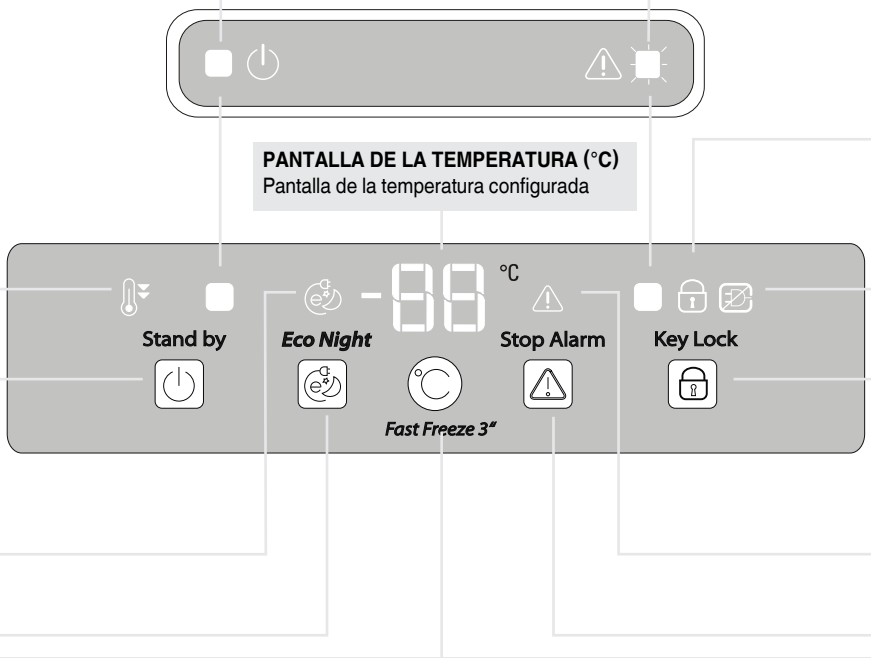 PANTALLA DE LA TEMPERATURA (°C)
Pantalla de la temperatura configurada
-88 °C
Stand by
Eco Night
Stop Alarm
Key Lock
°C
Fast Freeze 3“